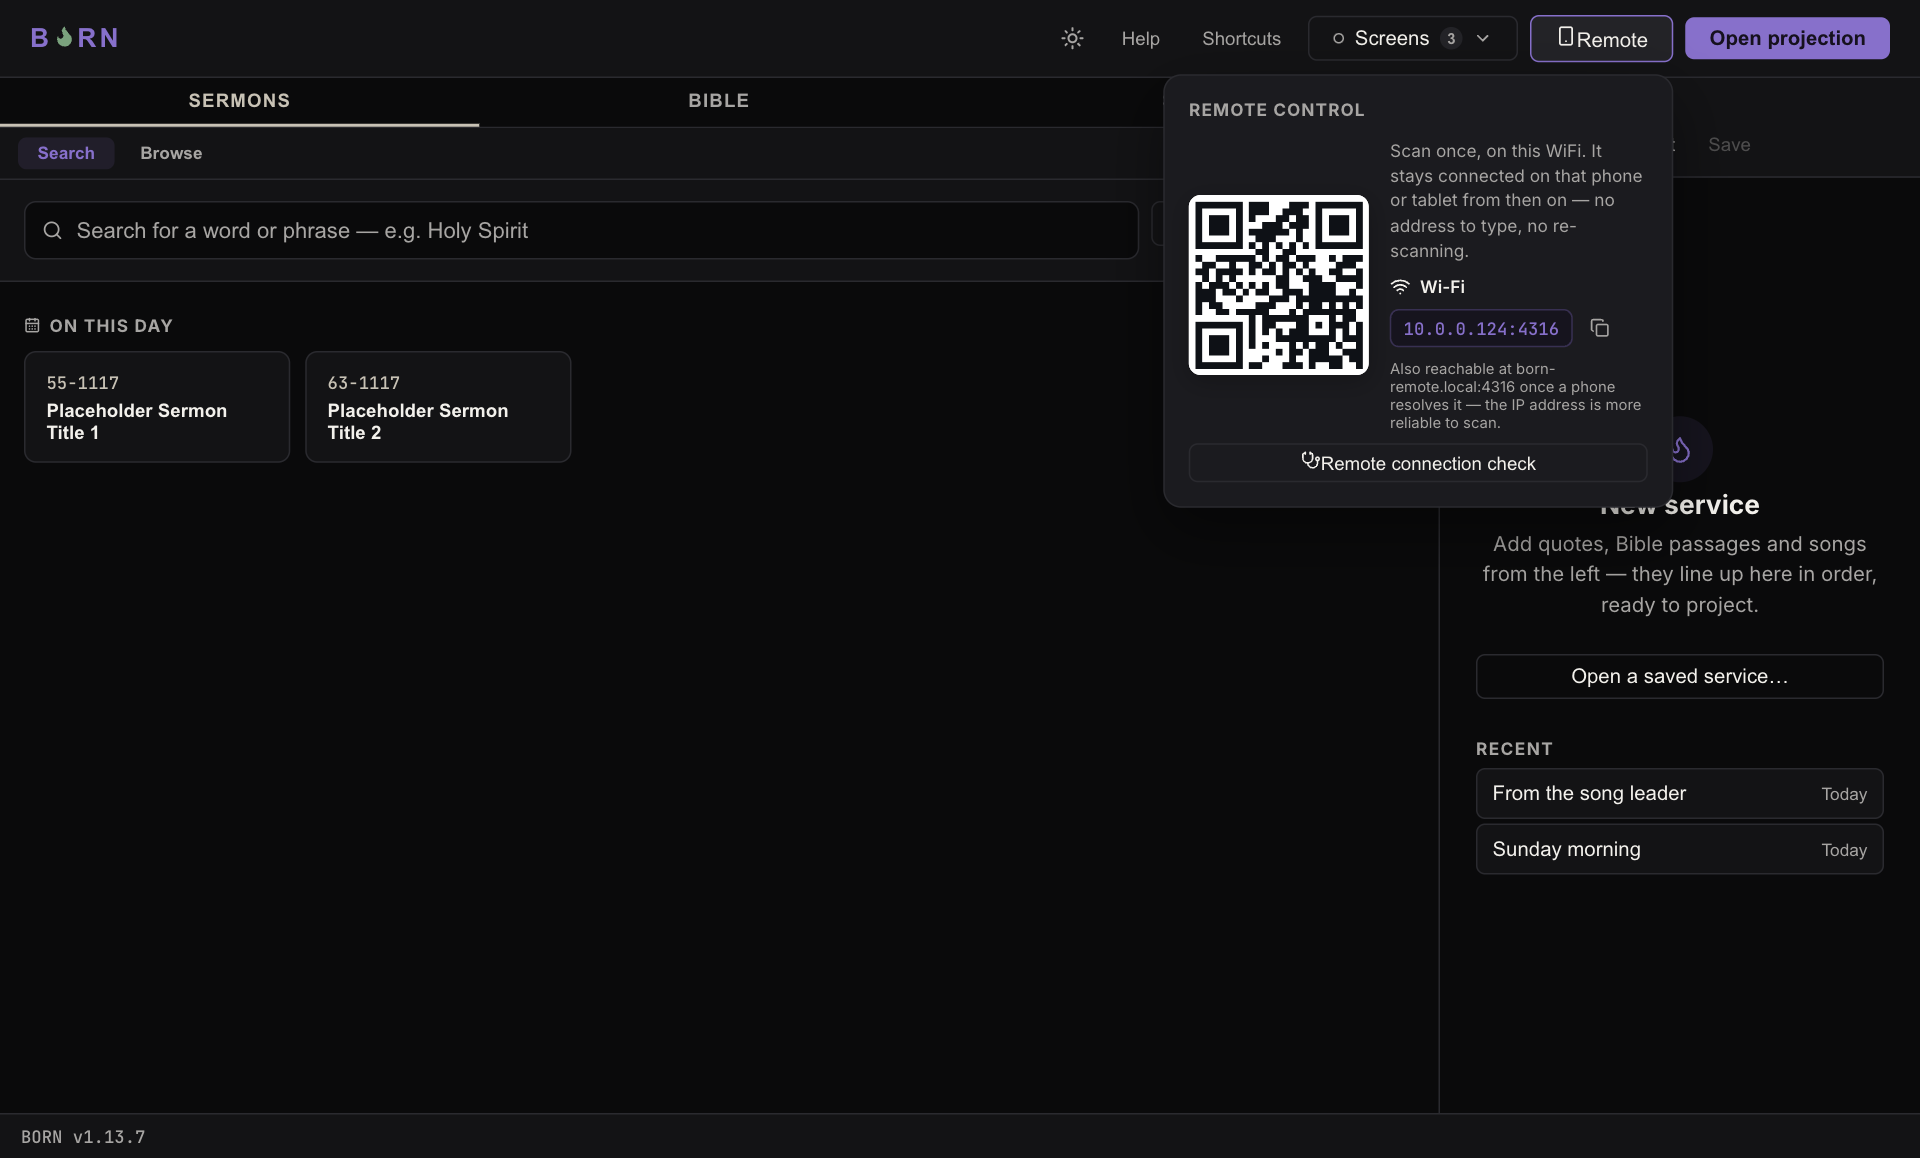 B RN
Help
Shortcuts
Screens 3
Remote
Open projection
SERMONS
BIBLE
Search
Browse
Save
Search for a word or phrase — e.g. Holy Spirit
REMOTE CONTROL
Scan once, on this WiFi. It
stays connected on that phone
or tablet from then on — no
address to type, no re-
scanning.
Wi-Fi
10.0.0.124:4316
Also reachable at born-
remote.local:4316 once a phone
resolves it — the IP address is more
reliable to scan.
Remote connection check
ON THIS DAY
55-1117
Placeholder Sermon
Title 1
63-1117
Placeholder Sermon
Title 2
New service
Add quotes, Bible passages and songs
from the left — they line up here in order,
ready to project.
Open a saved service…
RECENT
From the song leader Today
Sunday morning Today
BORN v1.13.7